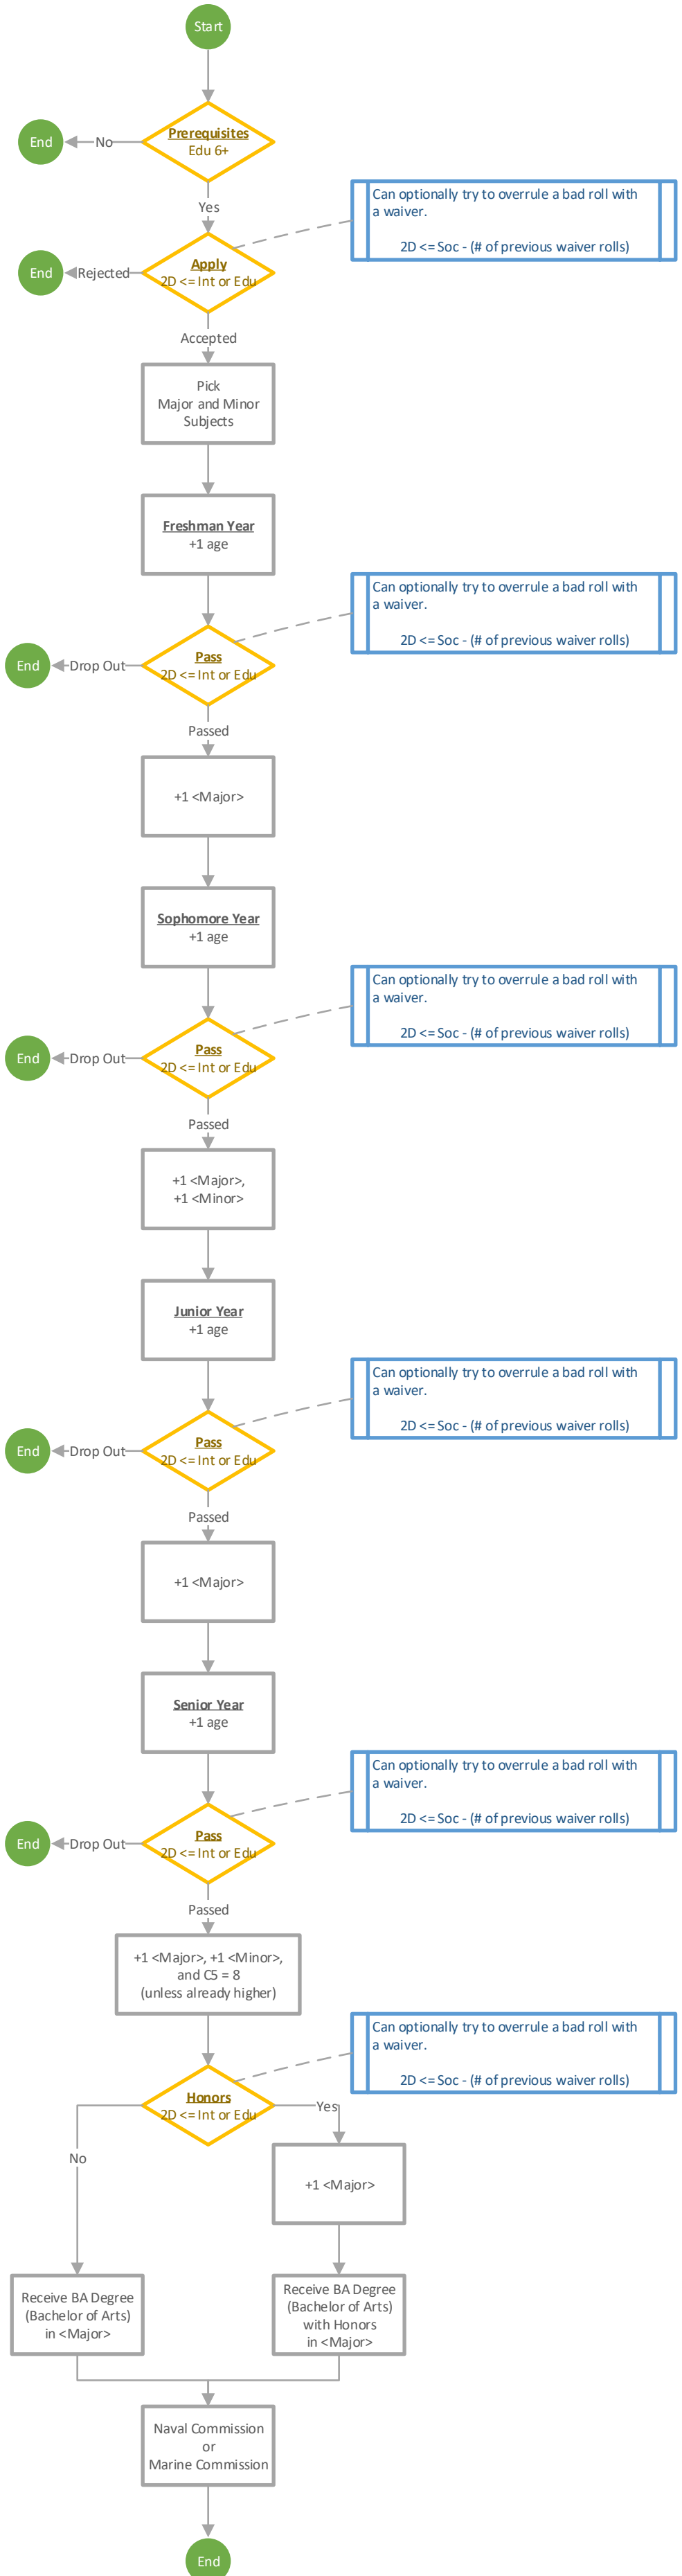 Start
Prerequisites
Edu 6+
No
End
Yes
Can optionally try to overrule a bad roll with
a waiver.
2D <= Soc - (# of previous waiver rolls)
Apply
2D <= Int or Edu
Rejected
End
Accepted
Pick
Major and Minor
Subjects
Freshman Year
+1 age
Can optionally try to overrule a bad roll with
a waiver.
2D <= Soc - (# of previous waiver rolls)
Pass
2D <= Int or Edu
Drop Out
End
Passed
+1 <Major>
Sophomore Year
+1 age
Can optionally try to overrule a bad roll with
a waiver.
2D <= Soc - (# of previous waiver rolls)
Pass
2D <= Int or Edu
Drop Out
End
Passed
+1 <Major>,
+1 <Minor>
Junior Year
+1 age
Can optionally try to overrule a bad roll with
a waiver.
2D <= Soc - (# of previous waiver rolls)
Pass
2D <= Int or Edu
Drop Out
End
Passed
+1 <Major>
Senior Year
+1 age
Can optionally try to overrule a bad roll with
a waiver.
2D <= Soc - (# of previous waiver rolls)
Pass
2D <= Int or Edu
Drop Out
End
Passed
+1 <Major>, +1 <Minor>,
and C5 = 8
(unless already higher)
Can optionally try to overrule a bad roll with
a waiver.
2D <= Soc - (# of previous waiver rolls)
Honors
2D <= Int or Edu
Yes
No
+1 <Major>
Receive BA Degree
(Bachelor of Arts)
in <Major>
Receive BA Degree
(Bachelor of Arts)
with Honors
in <Major>
Naval Commission
or
Marine Commission
End